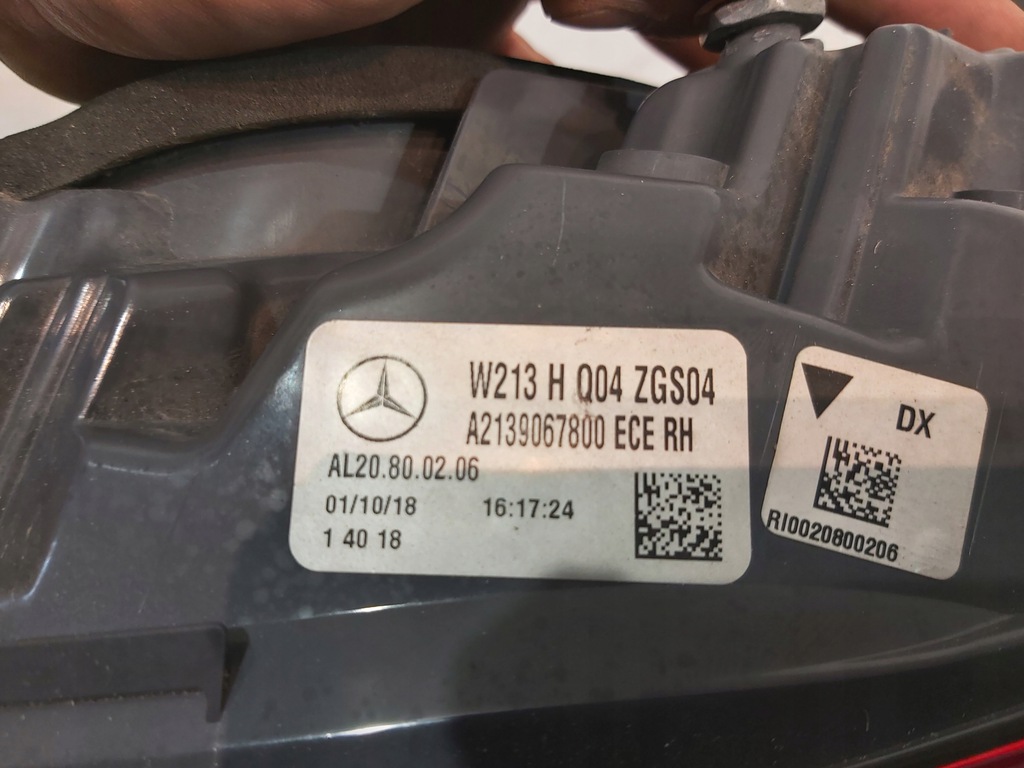 W213 H Q04 ZGS04
A2139067800 ECE RH
AL20.80.02.06
01/10/18 16:17:24
1 40 18
DX
RI0020800206